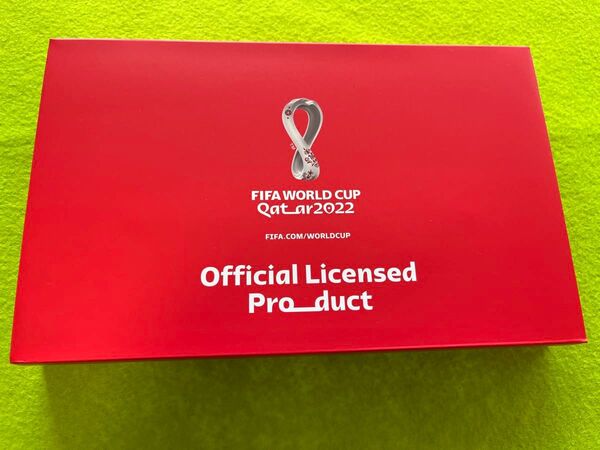 FIFA WORLD CUP
Qatar2022
FIFA.COM/WORLDCUP
Official Licensed
Product